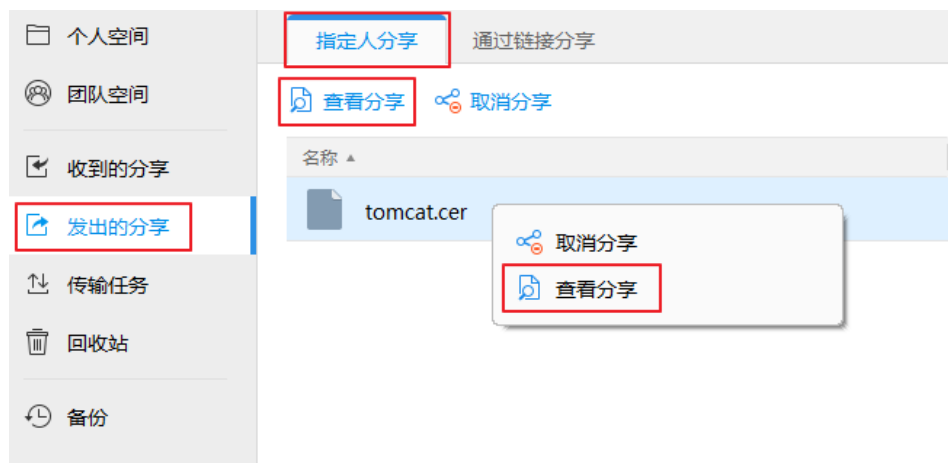 个人空间
团队空间
收到的分享
发出的分享
传输任务
回收站
备份
指定人分享 通过链接分享
查看分享 取消分享
名称
tomcat.cer
取消分享
查看分享